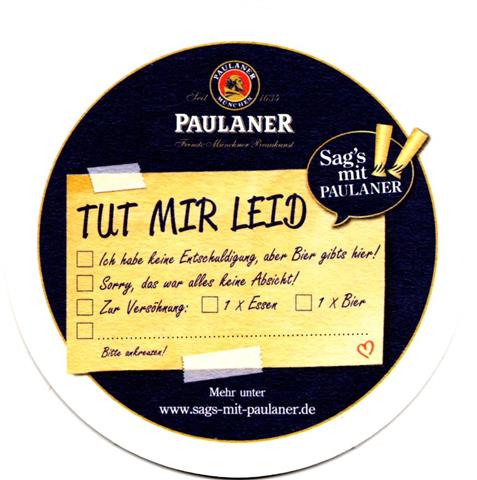 PAULANER
MÜNCHEN
Seit 1634
PAULANER
Feinste Münchner Braukunst
Sag's
mit
PAULANER
TUT MIR LEID
Ich habe keine Entschuldigung, aber Bier gibts hier!
Sorry, das war alles keine Absicht!
Zur Versöhnung: 1 x Essen 1 x Bier
Bitte ankreuzen!
Mehr unter
www.sags-mit-paulaner.de